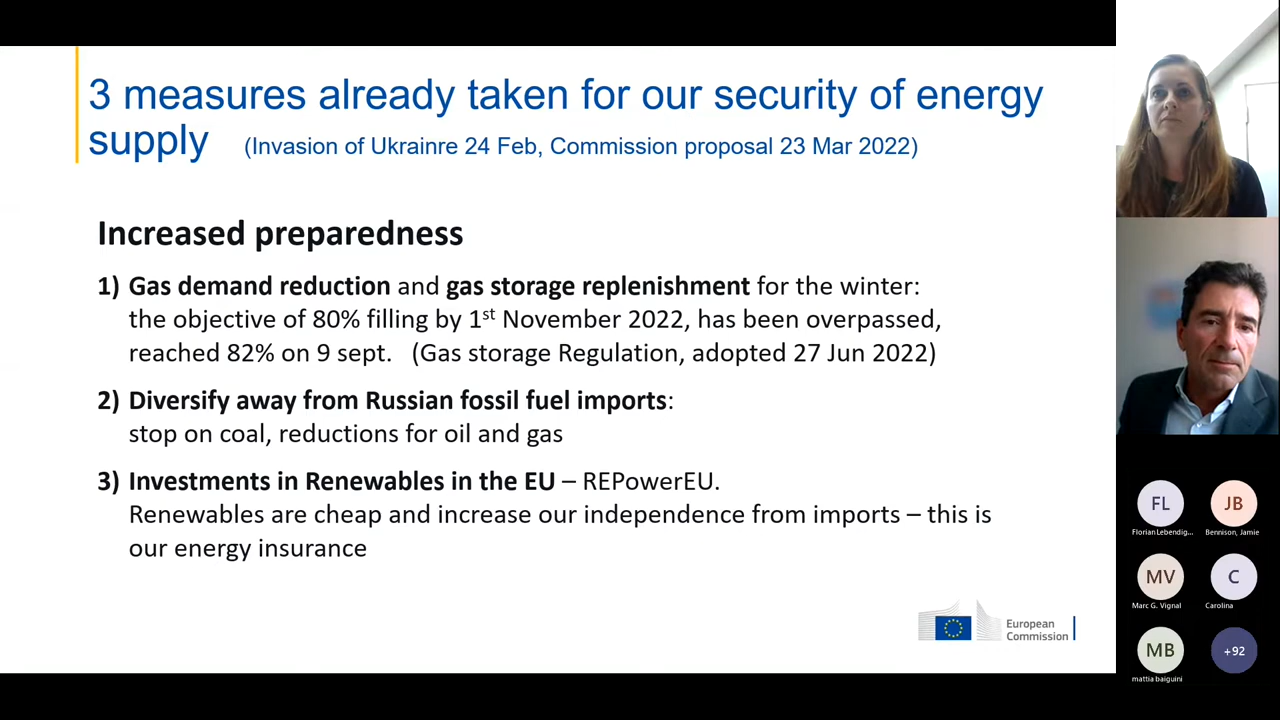 3 measures already taken for our security of energy
supply (Invasion of Ukrainre 24 Feb, Commission proposal 23 Mar 2022)
Increased preparedness
1) Gas demand reduction and gas storage replenishment for the winter:
the objective of 80% filling by 1st November 2022, has been overpassed,
reached 82% on 9 sept. (Gas storage Regulation, adopted 27 Jun 2022)
2) Diversify away from Russian fossil fuel imports:
stop on coal, reductions for oil and gas
3) Investments in Renewables in the EU – REPowerEU.
Renewables are cheap and increase our independence from imports – this is
our energy insurance
European
Commission
FL
JB
Florian Lebendig...
Bennison, Jamie
MV
C
Marc G. Vignal
Carolina
MB
+92
mattia baiguini